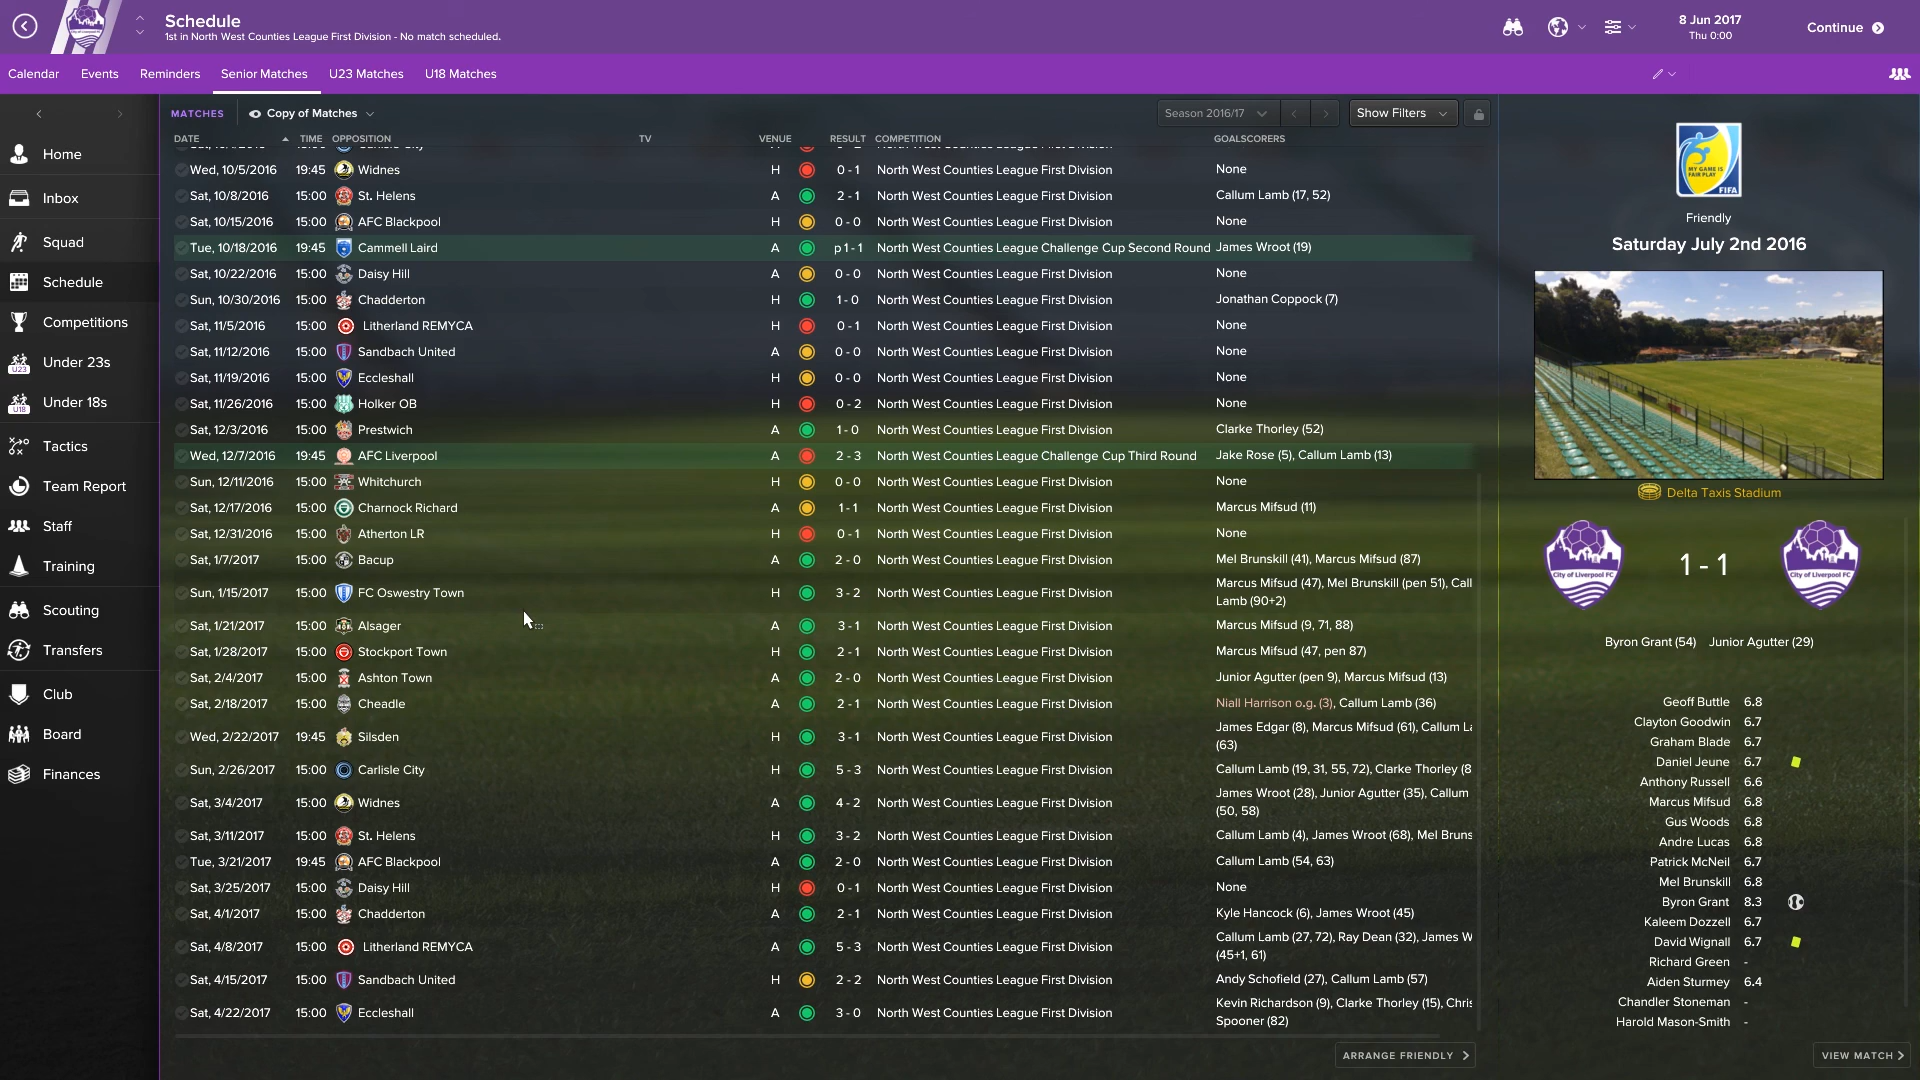 Schedule
1st in North West Counties League First Division - No match scheduled.
8 Jun 2017
Thu 0:00
Continue
Calendar Events Reminders Senior Matches U23 Matches U18 Matches
Home
Inbox
Squad
Schedule
Competitions
Under 23s
Under 18s
Tactics
Team Report
Staff
Training
Scouting
Transfers
Club
Board
Finances
MATCHES Copy of Matches Season 2016/17 Show Filters
DATE TIME OPPOSITION TV VENUE RESULT COMPETITION GOALSCORERS
Wed, 10/5/2016 19:45 Widnes H 0 - 1 North West Counties League First Division None
Sat, 10/8/2016 15:00 St. Helens A 2 - 1 North West Counties League First Division Callum Lamb (17, 52)
Sat, 10/15/2016 15:00 AFC Blackpool H 0 - 0 North West Counties League First Division None
Tue, 10/18/2016 19:45 Cammell Laird A p 1 - 1 North West Counties League Challenge Cup Second Round James Wroot (19)
Sat, 10/22/2016 15:00 Daisy Hill A 0 - 0 North West Counties League First Division None
Sun, 10/30/2016 15:00 Chadderton H 1 - 0 North West Counties League First Division Jonathan Coppock (7)
Sat, 11/5/2016 15:00 Litherland REMYCA H 0 - 1 North West Counties League First Division None
Sat, 11/12/2016 15:00 Sandbach United A 0 - 0 North West Counties League First Division None
Sat, 11/19/2016 15:00 Eccleshall H 0 - 0 North West Counties League First Division None
Sat, 11/26/2016 15:00 Holker OB H 0 - 2 North West Counties League First Division None
Sat, 12/3/2016 15:00 Prestwich A 1 - 0 North West Counties League First Division Clarke Thorley (52)
Wed, 12/7/2016 19:45 AFC Liverpool A 2 - 3 North West Counties League Challenge Cup Third Round Jake Rose (5), Callum Lamb (13)
Sun, 12/11/2016 15:00 Whitchurch H 0 - 0 North West Counties League First Division None
Sat, 12/17/2016 15:00 Charnock Richard A 1 - 1 North West Counties League First Division Marcus Mifsud (11)
Sat, 12/31/2016 15:00 Atherton LR H 0 - 1 North West Counties League First Division None
Sat, 1/7/2017 15:00 Bacup A 2 - 0 North West Counties League First Division Mel Brunskill (41), Marcus Mifsud (87)
Sun, 1/15/2017 15:00 FC Oswestry Town H 3 - 2 North West Counties League First Division Marcus Mifsud (47), Mel Brunskill (pen 51), Call
Lamb (90+2)
Sat, 1/21/2017 15:00 Alsager A 3 - 1 North West Counties League First Division Marcus Mifsud (9, 71, 88)
Sat, 1/28/2017 15:00 Stockport Town H 2 - 1 North West Counties League First Division Marcus Mifsud (47, pen 87)
Sat, 2/4/2017 15:00 Ashton Town A 2 - 0 North West Counties League First Division Junior Agutter (pen 9), Marcus Mifsud (13)
Sat, 2/18/2017 15:00 Cheadle A 2 - 1 North West Counties League First Division Niall Harrison o.g. (3), Callum Lamb (36)
Wed, 2/22/2017 19:45 Silsden H 3 - 1 North West Counties League First Division James Edgar (8), Marcus Mifsud (61), Callum La
(63)
Sun, 2/26/2017 15:00 Carlisle City H 5 - 3 North West Counties League First Division Callum Lamb (19, 31, 55, 72), Clarke Thorley (8
Sat, 3/4/2017 15:00 Widnes A 4 - 2 North West Counties League First Division James Wroot (28), Junior Agutter (35), Callum
(50, 58)
Sat, 3/11/2017 15:00 St. Helens H 3 - 2 North West Counties League First Division Callum Lamb (4), James Wroot (68), Mel Bruns
Tue, 3/21/2017 19:45 AFC Blackpool A 2 - 0 North West Counties League First Division Callum Lamb (54, 63)
Sat, 3/25/2017 15:00 Daisy Hill H 0 - 1 North West Counties League First Division None
Sat, 4/1/2017 15:00 Chadderton A 2 - 1 North West Counties League First Division Kyle Hancock (6), James Wroot (45)
Sat, 4/8/2017 15:00 Litherland REMYCA A 5 - 3 North West Counties League First Division Callum Lamb (27, 72), Ray Dean (32), James W
(45+1, 61)
Sat, 4/15/2017 15:00 Sandbach United H 2 - 2 North West Counties League First Division Andy Schofield (27), Callum Lamb (57)
Sat, 4/22/2017 15:00 Eccleshall A 3 - 0 North West Counties League First Division Kevin Richardson (9), Clarke Thorley (15), Chris
Spooner (82)
ARRANGE FRIENDLY
MY GAME IS
FAIR PLAY
FIFA
Friendly
Saturday July 2nd 2016
Delta Taxis Stadium
City of Liverpool FC 1 - 1 City of Liverpool FC
Byron Grant (54) Junior Agutter (29)
Geoff Buttle 6.8
Clayton Goodwin 6.7
Graham Blade 6.7
Daniel Jeune 6.7
Anthony Russell 6.6
Marcus Mifsud 6.8
Gus Woods 6.8
Andre Lucas 6.8
Patrick McNeil 6.7
Mel Brunskill 6.8
Byron Grant 8.3
Kaleem Dozzell 6.7
David Wignall 6.7
Richard Green -
Aiden Sturmey 6.4
Chandler Stoneman -
Harold Mason-Smith -
VIEW MATCH